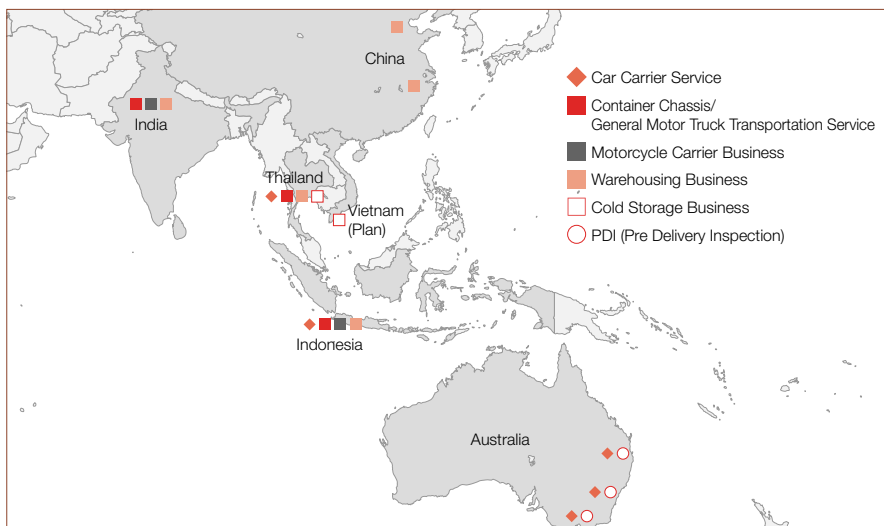 China
India
Thailand
Vietnam
(Plan)
Indonesia
Australia
Car Carrier Service
Container Chassis/
General Motor Truck Transportation Service
Motorcycle Carrier Business
Warehousing Business
Cold Storage Business
PDI (Pre Delivery Inspection)